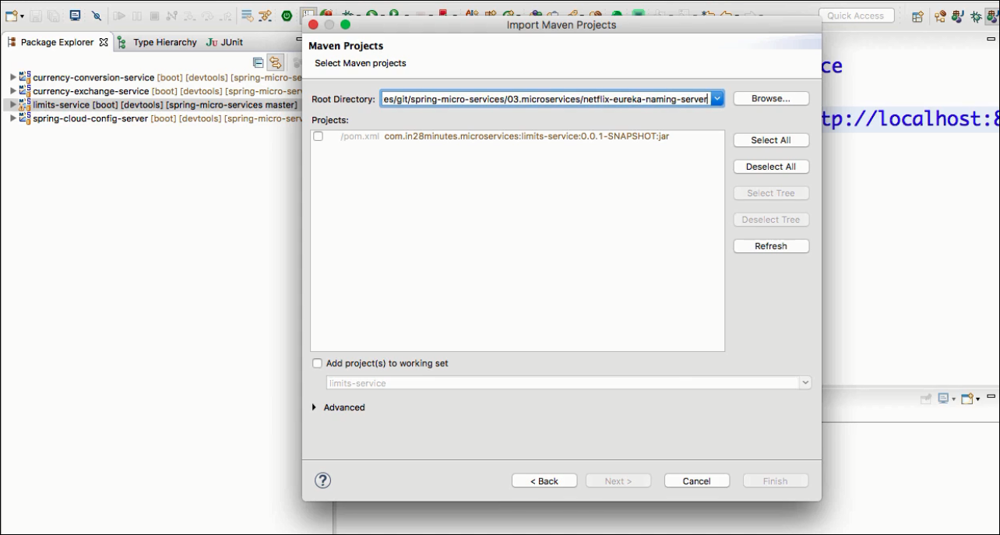 Import Maven Projects
Quick Access
Package Explorer
Type Hierarchy
Ju JUnit
currency-conversion-service [boot] [devtools] [spring-micro-se
currency-exchange-service [boot] [devtools] [spring-micro-serv
limits-service [boot] [devtools] [spring-micro-services master]
spring-cloud-config-server [boot] [devtools] [spring-micro-serv
Maven Projects
Select Maven projects
Root Directory: es/git/spring-micro-services/03.microservices/netflix-eureka-naming-server Browse...
Projects:
/pom.xml com.in28minutes.microservices:limits-service:0.0.1-SNAPSHOT:jar
Select All
Deselect All
Select Tree
Deselect Tree
Refresh
Add project(s) to working set
limits-service
Advanced
?
< Back
Next >
Cancel
Finish
ce
tp://localhost:8